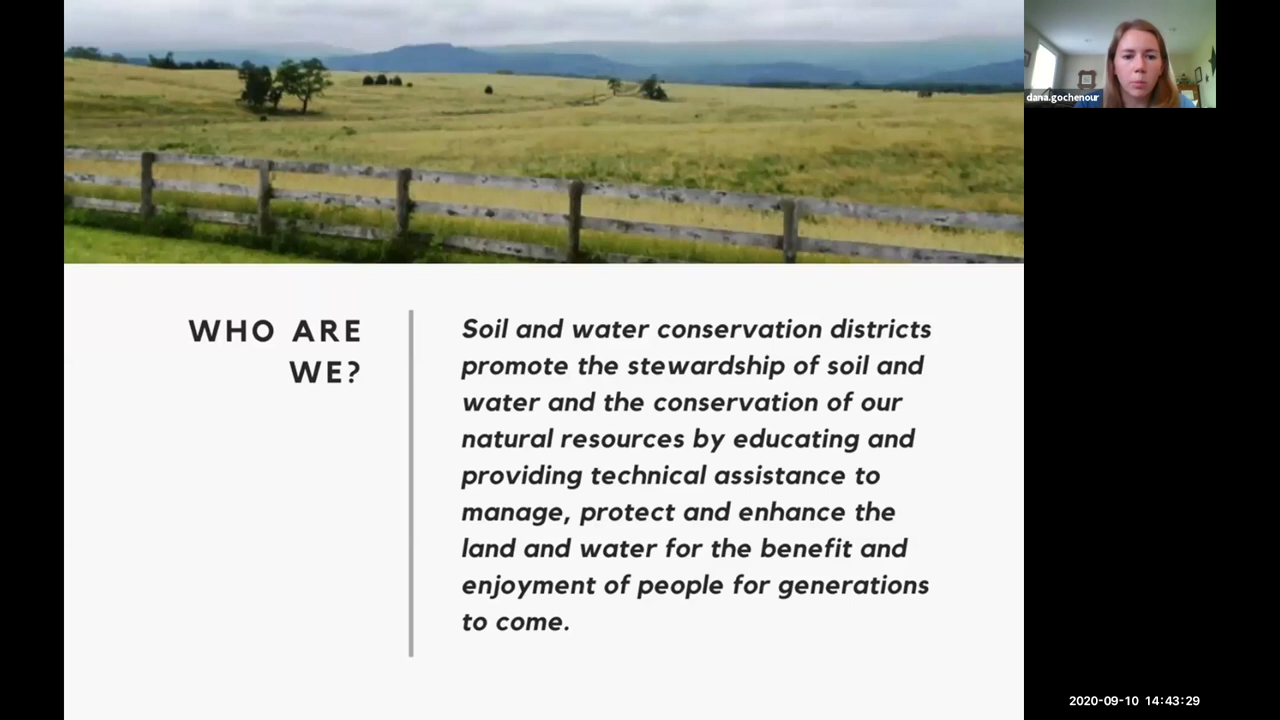 dana.gochenour
WHO ARE
WE?
Soil and water conservation districts
promote the stewardship of soil and
water and the conservation of our
natural resources by educating and
providing technical assistance to
manage, protect and enhance the
land and water for the benefit and
enjoyment of people for generations
to come.
2020-09-10 14:43:29